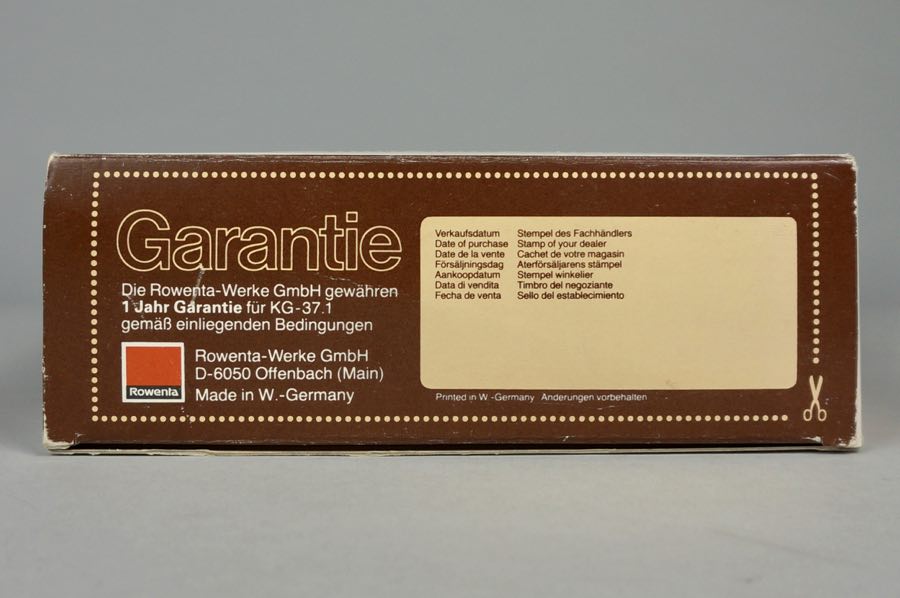 Garantie
Die Rowenta-Werke GmbH gewähren
1 Jahr Garantie für KG-37.1
gemäß einliegenden Bedingungen
Rowenta
Rowenta-Werke GmbH
D-6050 Offenbach (Main)
Made in W.-Germany
Verkaufsdatum Stempel des Fachhändlers
Date of purchase Stamp of your dealer
Date de la vente Cachet de votre magasin
Försäljningsdag Aterförsäljarens stämpel
Aankoopdatum Stempel winkelier
Data di vendita Timbro del negoziante
Fecha de venta Sello del establecimiento
Printed in W.-Germany Änderungen vorbehalten